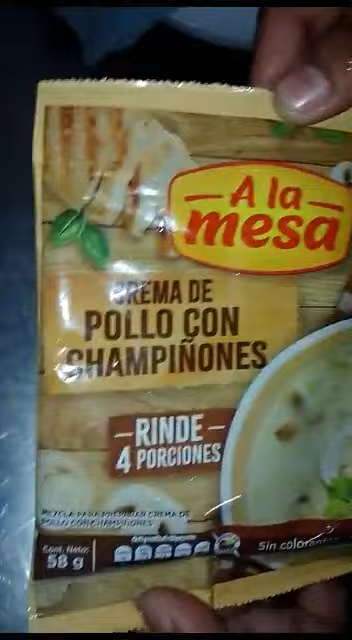 A la
mesa
CREMA DE
POLLO CON
CHAMPIÑONES
RINDE
4 PORCIONES
MEZCLA PARA PREPARAR CREMA DE
POLLO CON CHAMPIÑONES
Cont. Neto:
58 g
Sin